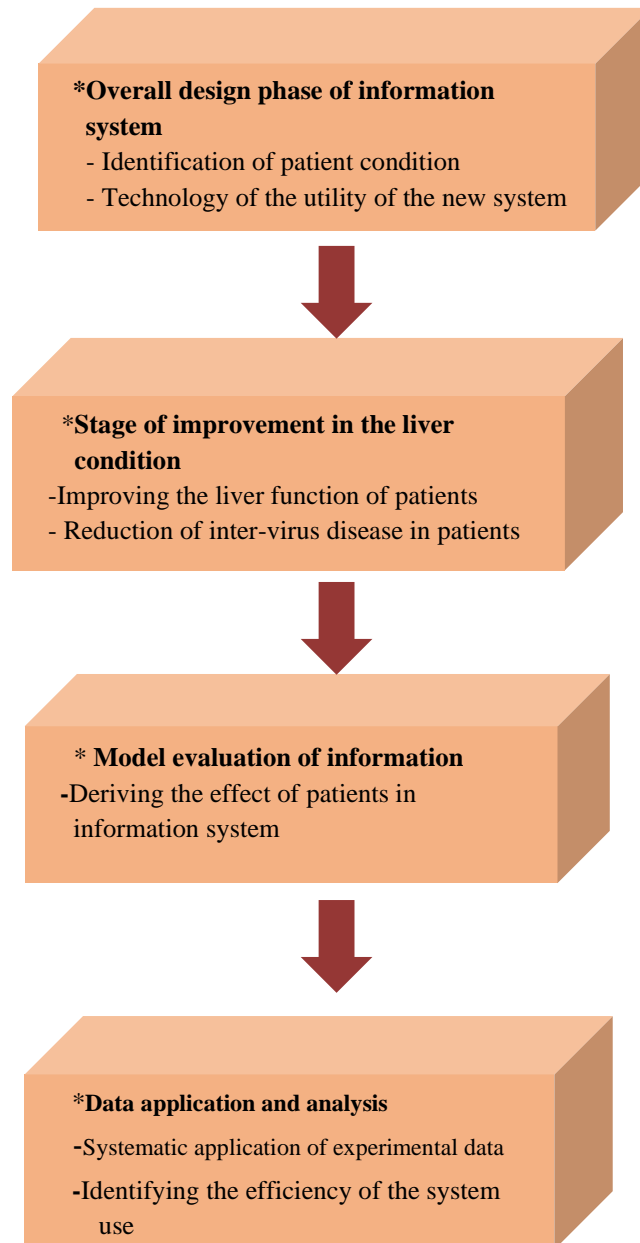 *Overall design phase of information
system
- Identification of patient condition
- Technology of the utility of the new system
*Stage of improvement in the liver
condition
-Improving the liver function of patients
- Reduction of inter-virus disease in patients
* Model evaluation of information
-Deriving the effect of patients in
information system
*Data application and analysis
-Systematic application of experimental data
-Identifying the efficiency of the system
use